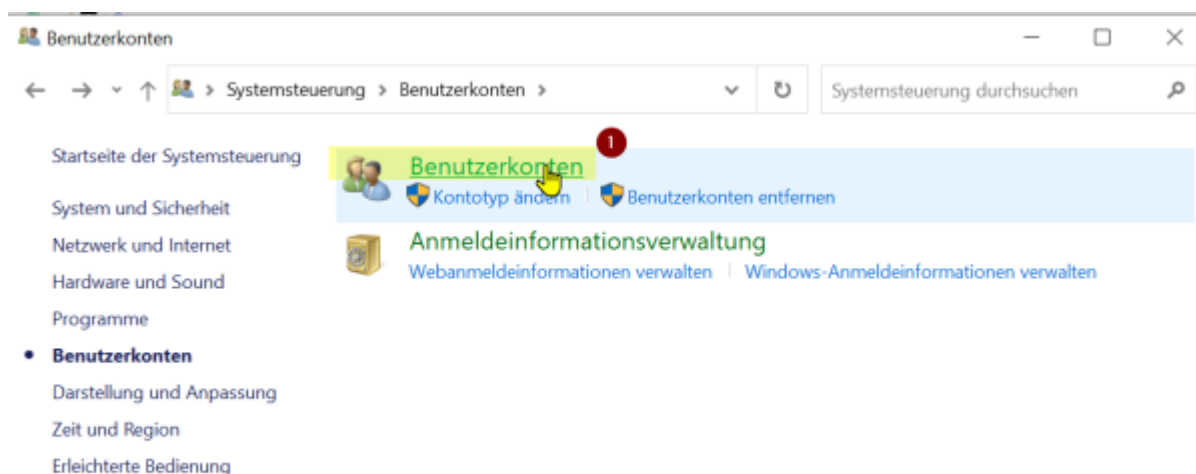 Benutzerkonten
Systemsteuerung > Benutzerkonten >
Systemsteuerung durchsuchen
Startseite der Systemsteuerung
System und Sicherheit
Netzwerk und Internet
Hardware und Sound
Programme
Benutzerkonten
Darstellung und Anpassung
Zeit und Region
Erleichterte Bedienung
1
Benutzerkonten
Kontotyp ändern
Benutzerkonten entfernen
Anmeldeinformationsverwaltung
Webanmeldeinformationen verwalten
Windows-Anmeldeinformationen verwalten